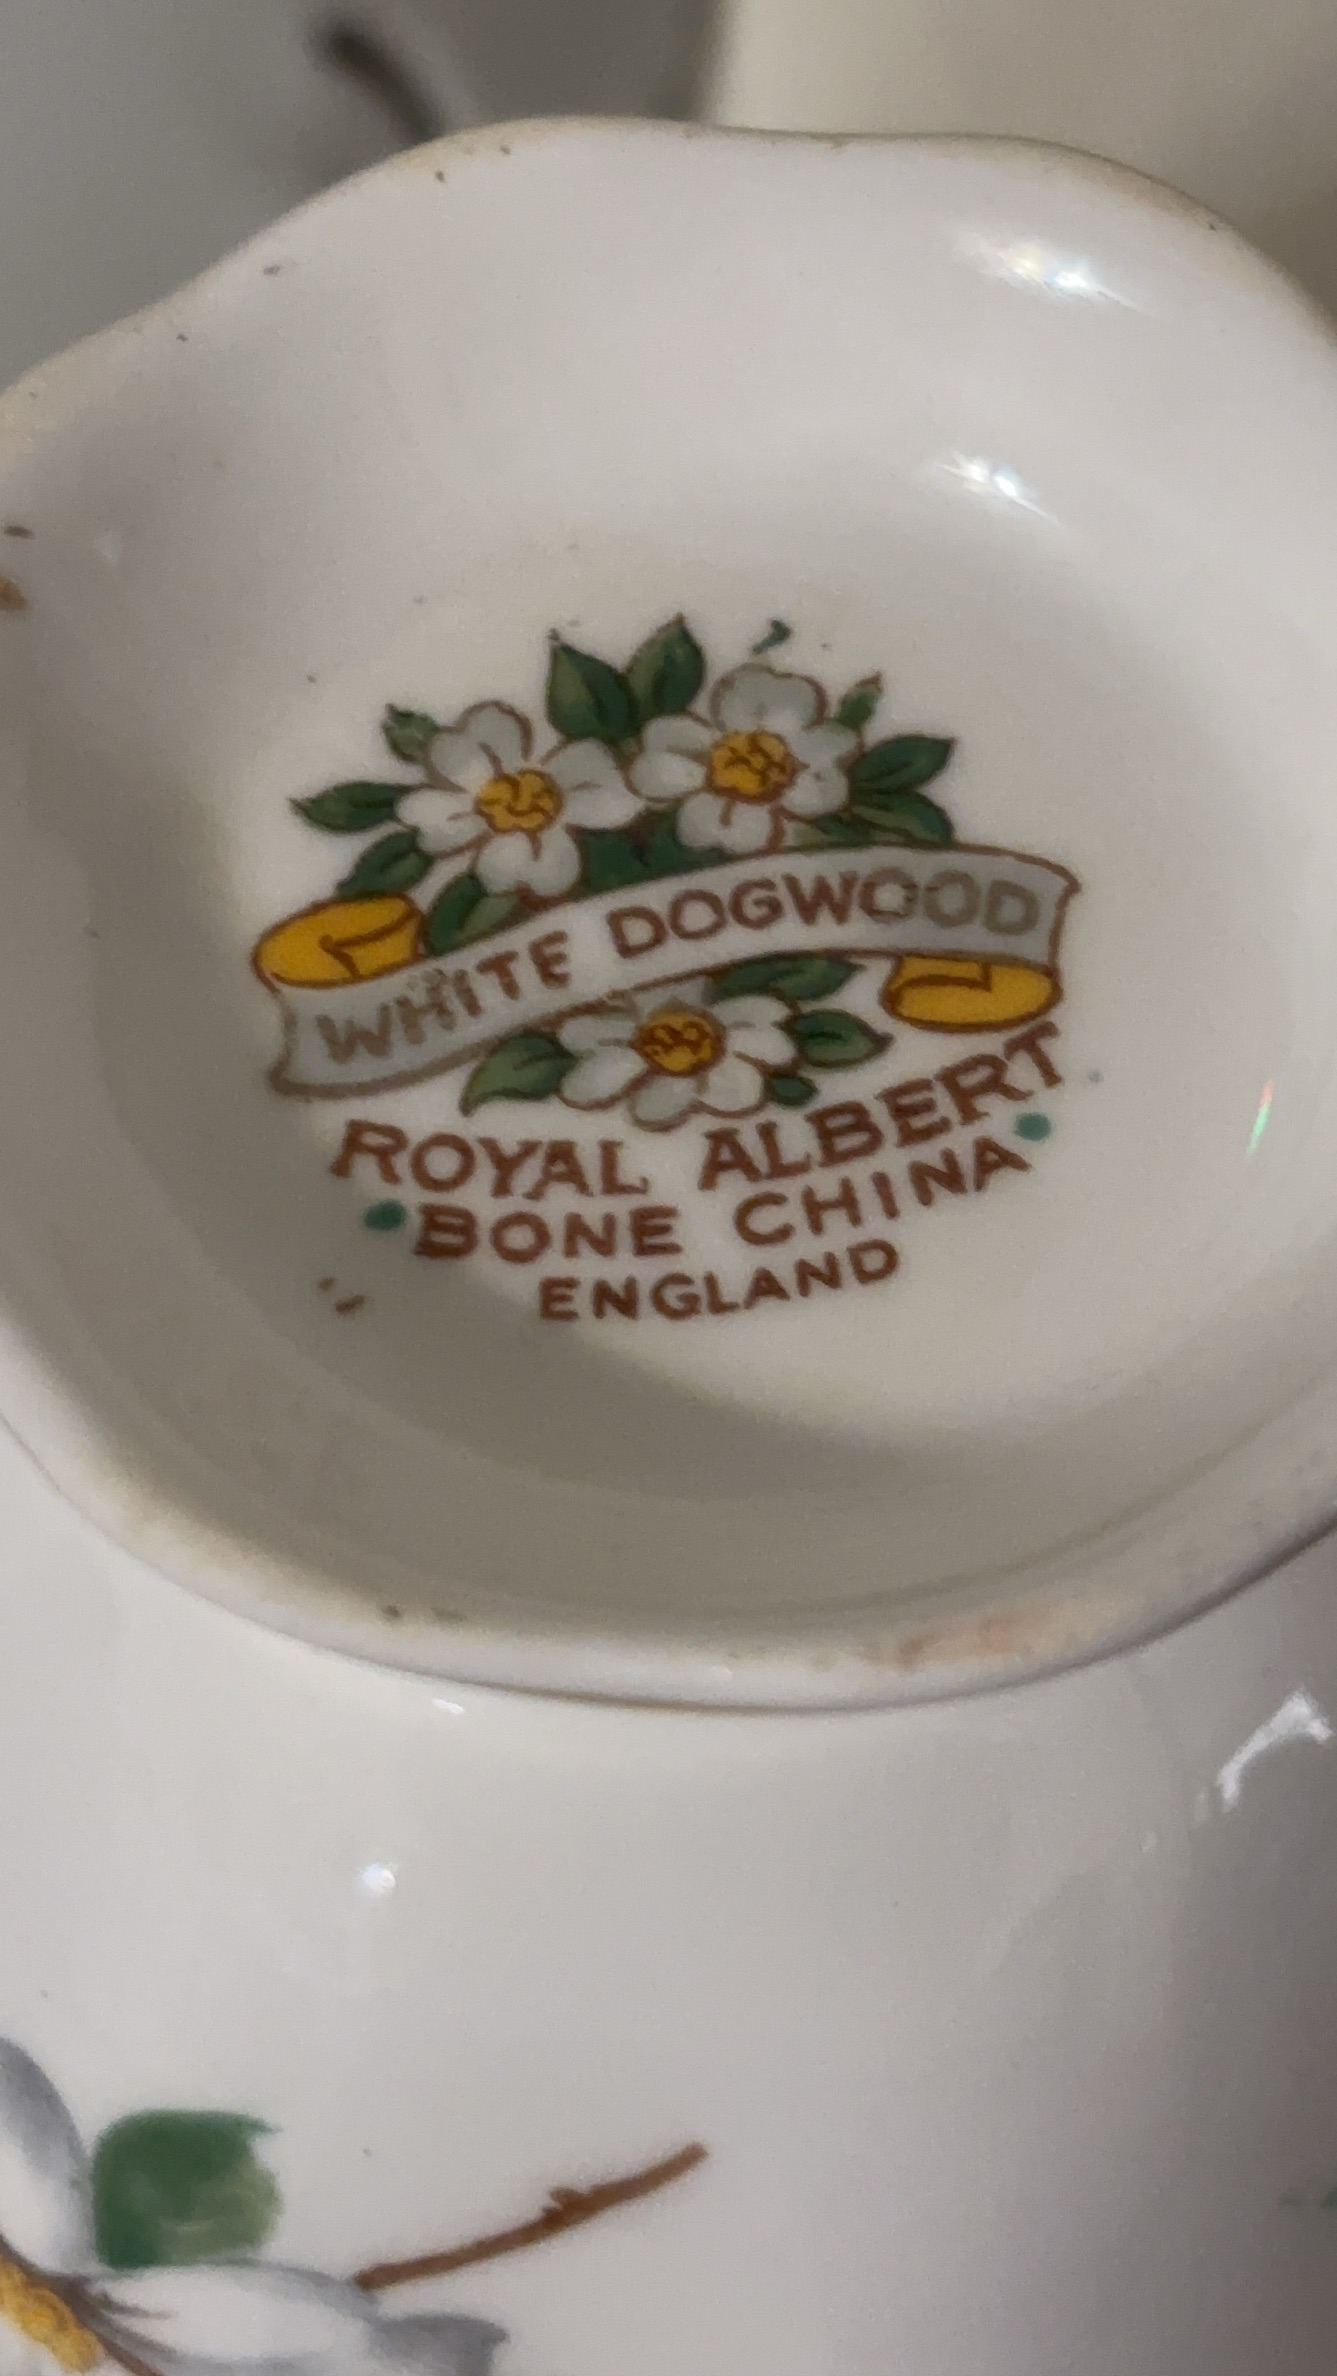 WHITE DOGWOOD
ROYAL ALBERT
BONE CHINA
ENGLAND